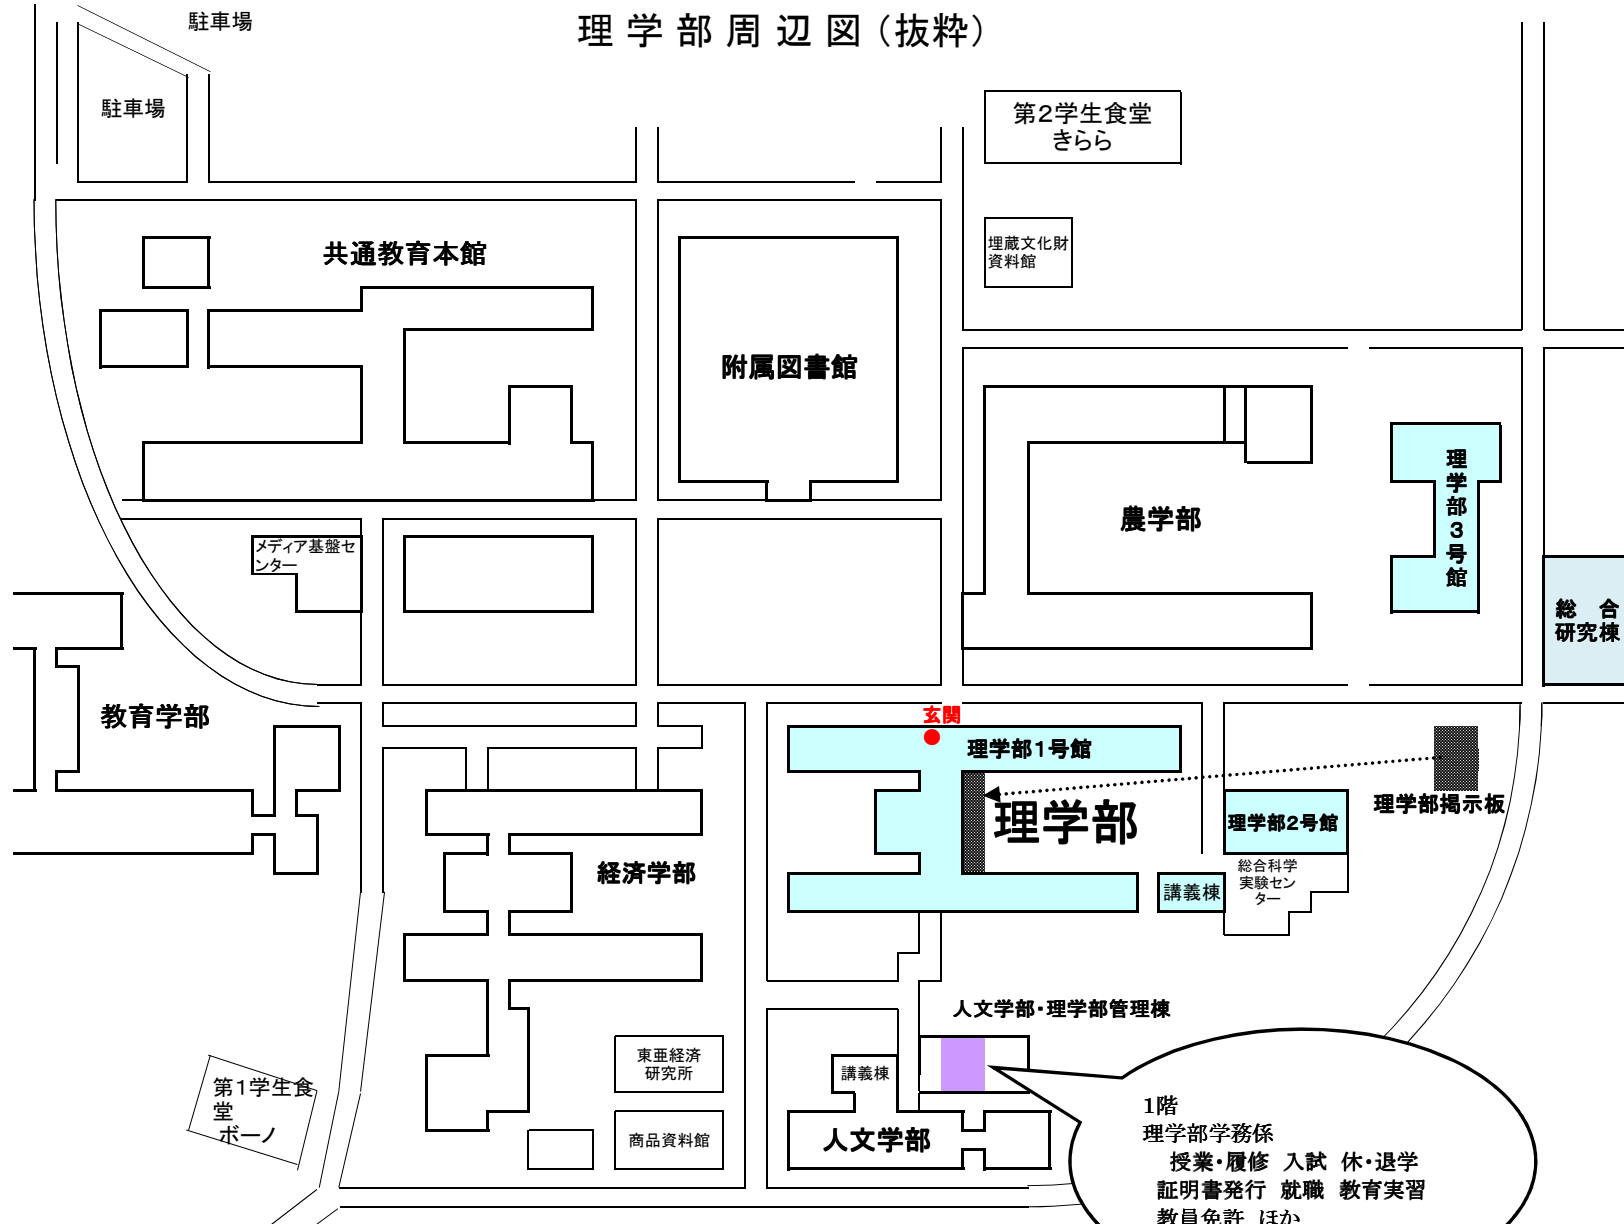 駐車場
理学部周辺図（抜粋）
駐車場
第２学生食堂
きらら
埋蔵文化財
資料館
共通教育本館
附属図書館
農学部
理学部３号館
メディア基盤セ
ンター
総　合
研究棟
教育学部
玄関
理学部１号館
理学部
理学部掲示板
理学部２号館
経済学部
総合科学
実験セン
ター
講義棟
人文学部・理学部管理棟
東亜経済
研究所
講義棟
第１学生食
堂
ボーノ
商品資料館
人文学部
１階
理学部学務係
授業・履修　入試　休・退学
証明書発行　就職　教育実習
教員免許　ほか